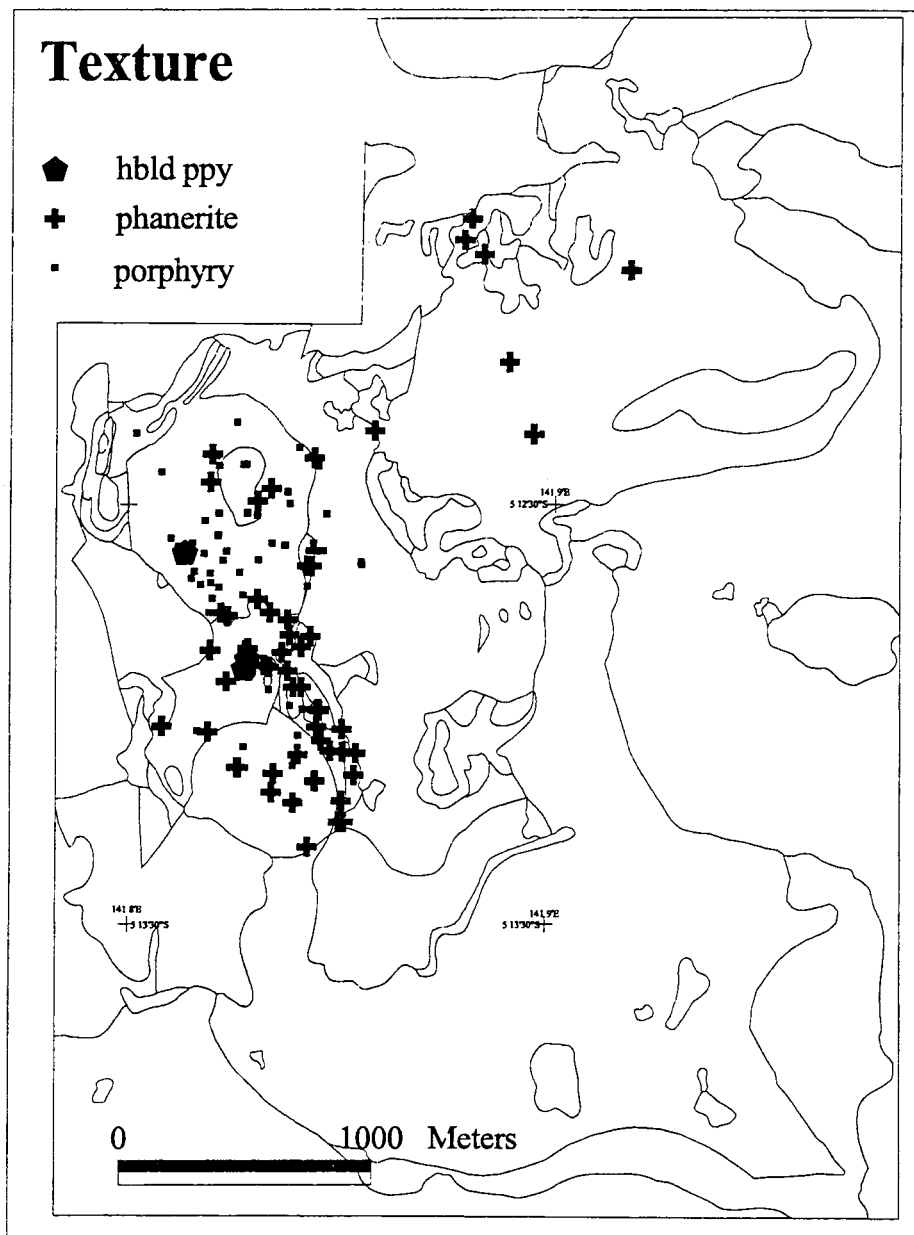 Texture
hbld ppy
phanerite
porphyry
141 9'E
5 12'30"S
141 8'E
5 13'30"S
141 9'E
5 13'30"S
0 1000 Meters